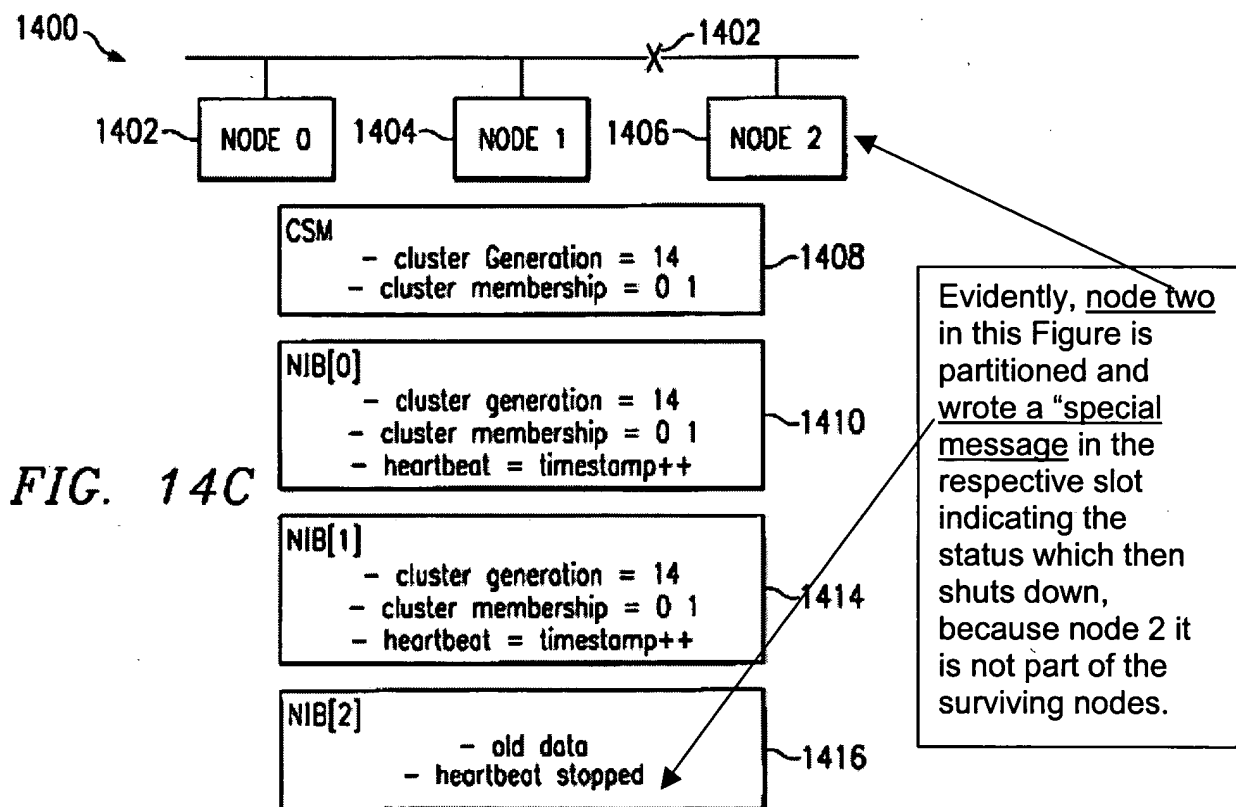 1400
1402
1402
NODE 0
1404
NODE 1
1406
NODE 2
CSM
- cluster Generation = 14
- cluster membership = 0 1
1408
NIB[0]
- cluster generation = 14
- cluster membership = 0 1
- heartbeat = timestamp++
1410
FIG. 14C
NIB[1]
- cluster generation = 14
- cluster membership = 0 1
- heartbeat = timestamp++
1414
NIB[2]
- old data
- heartbeat stopped
1416
Evidently, node two
in this Figure is
partitioned and
wrote a “special
message in the
respective slot
indicating the
status which then
shuts down,
because node 2 it
is not part of the
surviving nodes.